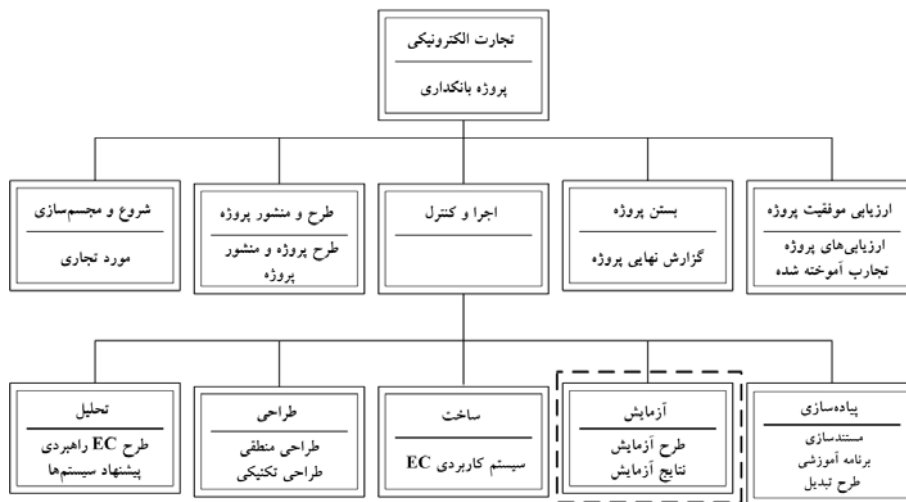 تجارت الکترونیکی
پروژه بانکداری
شروع و مجسم‌سازی
مورد تجاری
طرح و منشور پروژه
طرح پروژه و منشور
پروژه
اجرا و کنترل
بستن پروژه
گزارش نهایی پروژه
ارزیابی موفقیت پروژه
ارزیابی‌های پروژه
تجارب آموخته شده
تحلیل
طرح EC راهبردی
پیشنهاد سیستم‌ها
طراحی
طراحی منطقی
طراحی تکنیکی
ساخت
سیستم کاربردی EC
آزمایش
طرح آزمایش
نتایج آزمایش
پیاده‌سازی
مستندسازی
برنامه آموزشی
طرح تبدیل